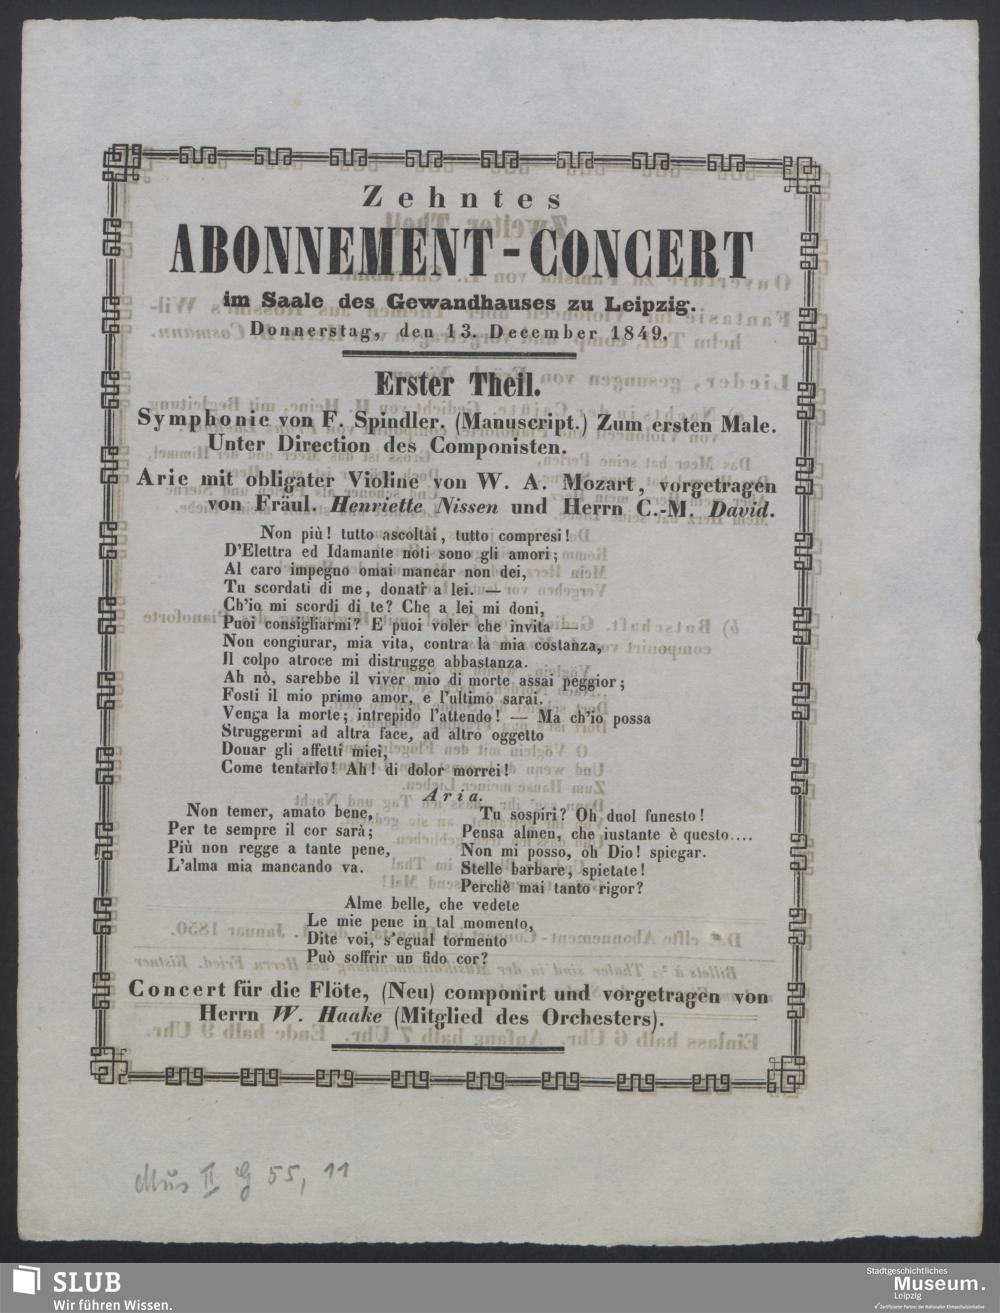 Zehntes
ABONNEMENT-CONCERT
im Saale des Gewandhauses zu Leipzig.
Donnerstag, den 13. December 1849.
Erster Theil.
Symphonie von F. Spindler. (Manuscript.) Zum ersten Male.
Unter Direction des Componisten.
Arie mit obligater Violine von W. A. Mozart, vorgetragen
von Fräul. Henriette Nissen und Herrn C.-M. David.
Non più! tutto ascoltai, tutto compresi!
D'Elettra ed Idamante noti sono gli amori;
Al caro impegno omai mancar non dei,
Tu scordati di me, donati a lei. —
Ch'io mi scordi di te? Che a lei mi doni,
Puoi consigliarmi? E puoi voler che invita —
Non congiurar, mia vita, contra la mia costanza,
Il colpo atroce mi distrugge abbastanza.
Ah nò, sarebbe il viver mio di morte assai peggior;
Fosti il mio primo amor, e l'ultimo sarai.
Venga la morte; intrepido l'attendo! — Ma ch'io possa
Struggermi ad altra face, ad altro oggetto
Donar gli affetti miei,
Come tentarlo! Ah! di dolor morrei!
Aria.
Non temer, amato bene,
Per te sempre il cor sarà;
Più non regge a tante pene,
L'alma mia mancando va.
Tu sospiri? Oh duol funesto!
Pensa almen, che iustante è questo....
Non mi posso, oh Dio! spiegar.
Stelle barbare, spietate!
Perchè mai tanto rigor?
Alme belle, che vedete
Le mie pene in tal momento,
Dite voi, s'egual tormento
Può soffrir un fido cor?
Concert für die Flöte, (Neu) componirt und vorgetragen von
Herrn W. Haake (Mitglied des Orchesters).
Mus II G 55, 11
SLUB
Wir führen Wissen.
Stadtgeschichtliches
Museum.
Leipzig
Zertifizierter Partner der Nationalen Klimaschutzinitiative